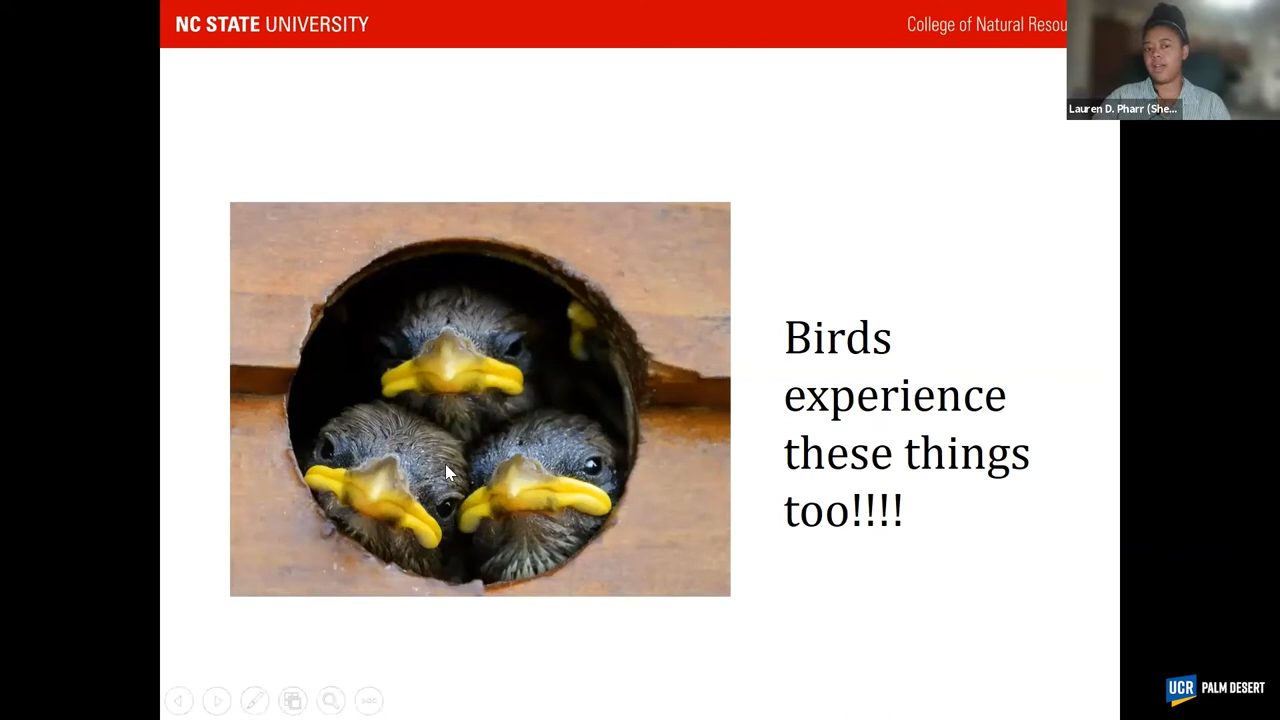 NC STATE UNIVERSITY
College of Natural Resou
Lauren D. Pharr (She...
Birds
experience
these things
too!!!!
UCR PALM DESERT